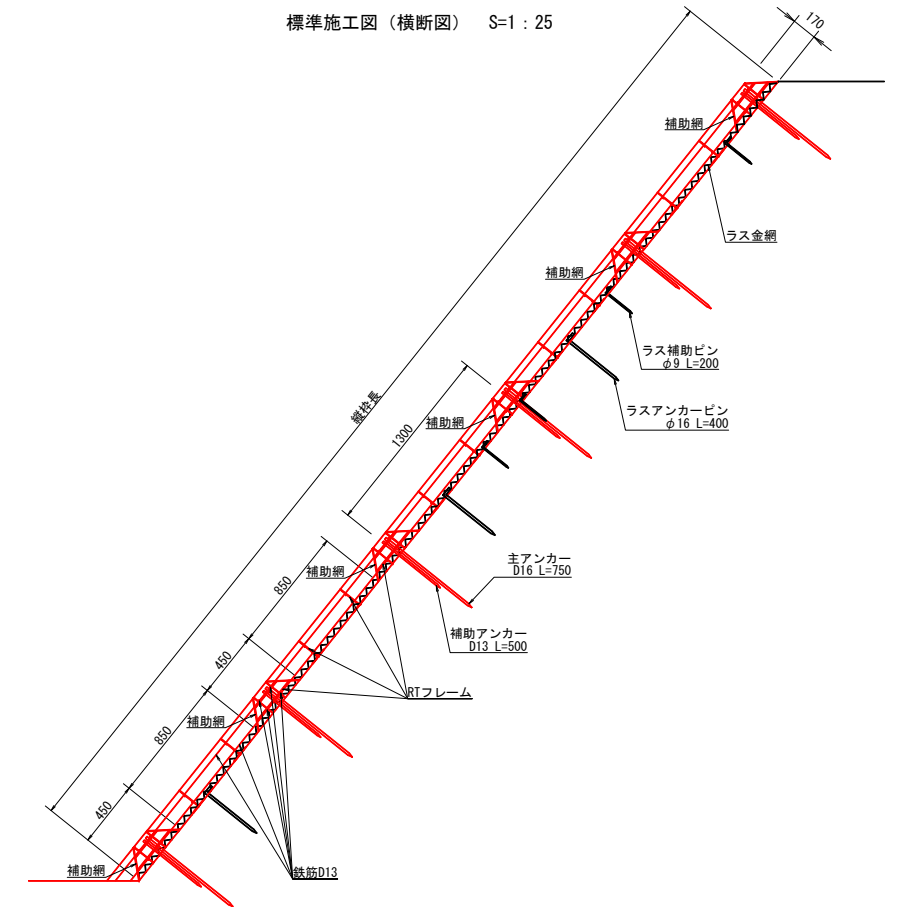 標準施工図（横断図） S=1：25
170
補助網
ラス金網
補助網
ラス補助ピン
φ9 L=200
縦枠長
1300
補助網
ラスアンカーピン
φ16 L=400
主アンカー
D16 L=750
850
補助網
補助アンカー
D13 L=500
450
RTフレーム
850
補助網
450
補助網
鉄筋D13